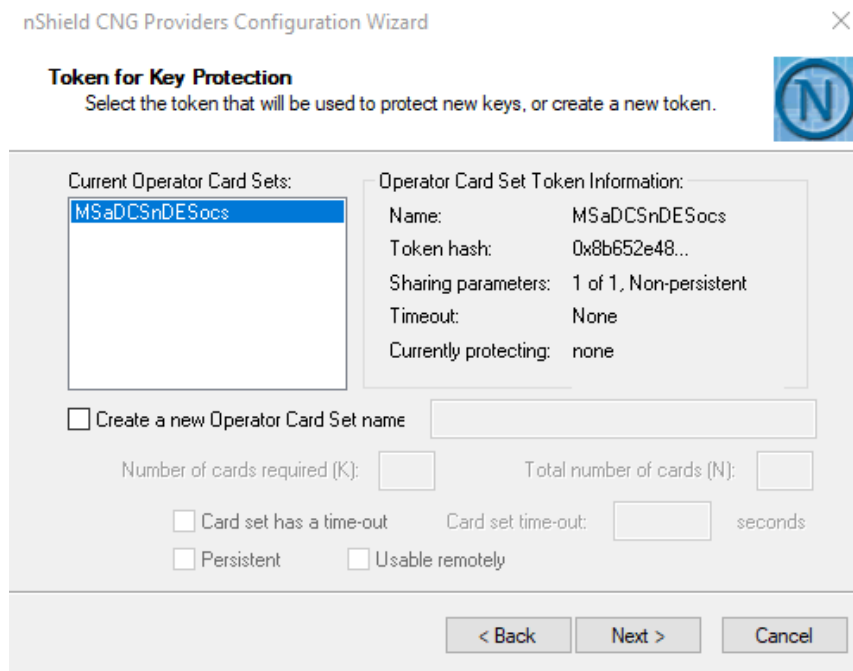 nShield CNG Providers Configuration Wizard
Token for Key Protection
Select the token that will be used to protect new keys, or create a new token.
N
Current Operator Card Sets:
MSaDCSnDESocs
Operator Card Set Token Information:
Name: MSaDCSnDESocs
Token hash: 0x8b652e48...
Sharing parameters: 1 of 1, Non-persistent
Timeout: None
Currently protecting: none
Create a new Operator Card Set name
Number of cards required (K): Total number of cards (N):
Card set has a time-out Card set time-out: seconds
Persistent Usable remotely
< Back Next > Cancel